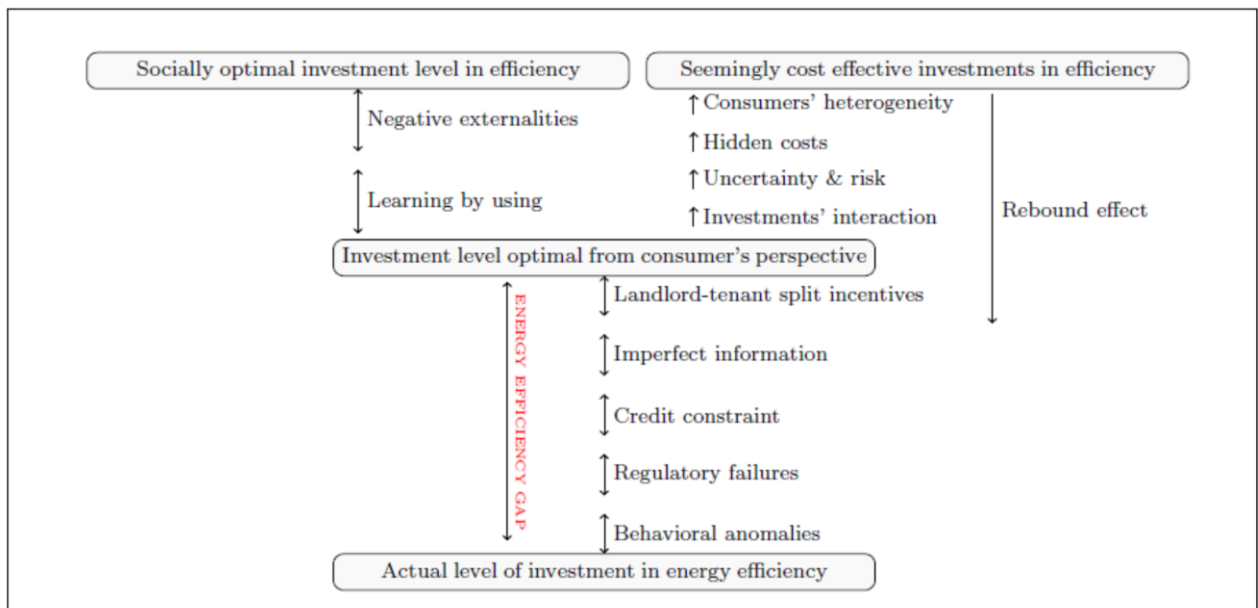 Socially optimal investment level in efficiency
Seemingly cost effective investments in efficiency
Negative externalities
Learning by using
Consumers' heterogeneity
Hidden costs
Uncertainty & risk
Investments' interaction
Rebound effect
Investment level optimal from consumer's perspective
ENERGY EFFICIENCY GAP
Landlord-tenant split incentives
Imperfect information
Credit constraint
Regulatory failures
Behavioral anomalies
Actual level of investment in energy efficiency